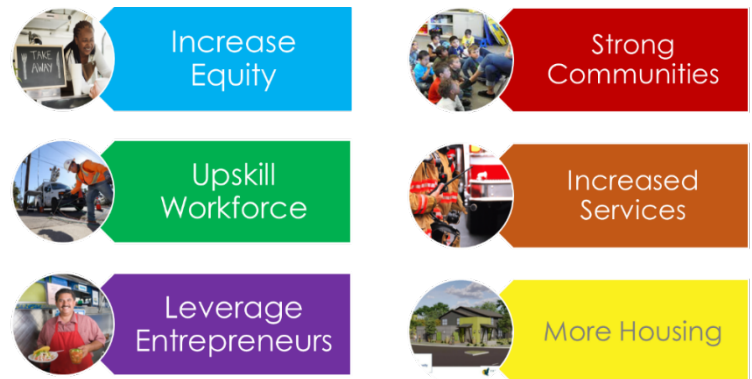 TAKE
AWAY
Increase
Equity
Strong
Communities
Upskill
Workforce
Increased
Services
Leverage
Entrepreneurs
More Housing